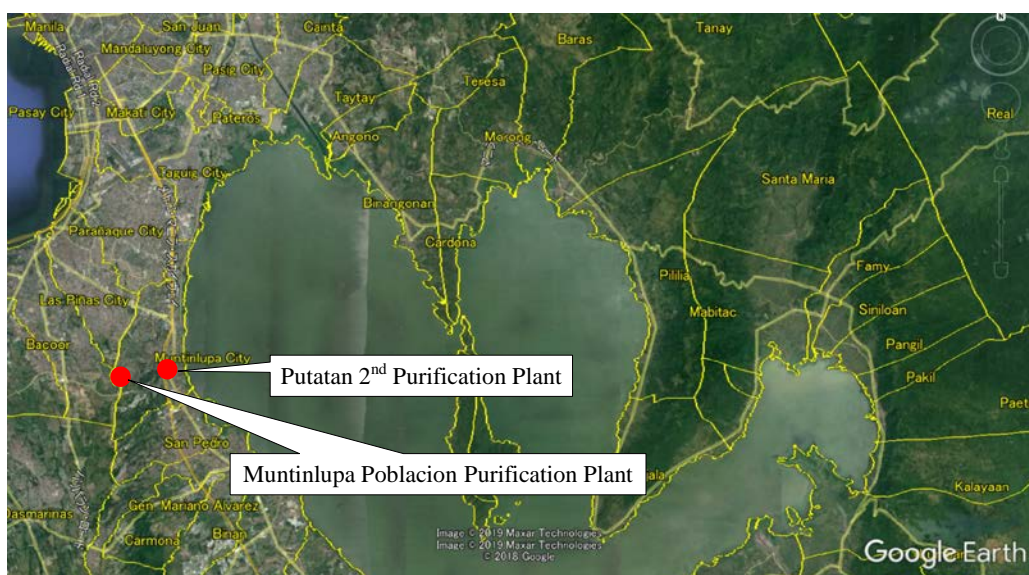 N
Manila
San Juan
Cainta
Mandaluyong City
Baras
Tanay
Pasig City
Teresa
Taytay
Pasay City
Makati City
Pateros
Real
Angono
Morong
Taguig City
Santa Maria
Binangonan
Parañaque City
Cardona
Famy
Pililia
Las Piñas City
Mabitac
Siniloan
Bacoor
Pangil
Muntinlupa City
Putatan 2nd Purification Plant
Pakil
Paet
San Pedro
Muntinlupa Poblacion Purification Plant
ala
Kalayaan
Gen Mariano Alvarez
Dasmarinas
Carmona
Biñan
Image © 2019 Maxar Technologies
Image © 2019 Maxar Technologies
© 2018 Google
Google Earth